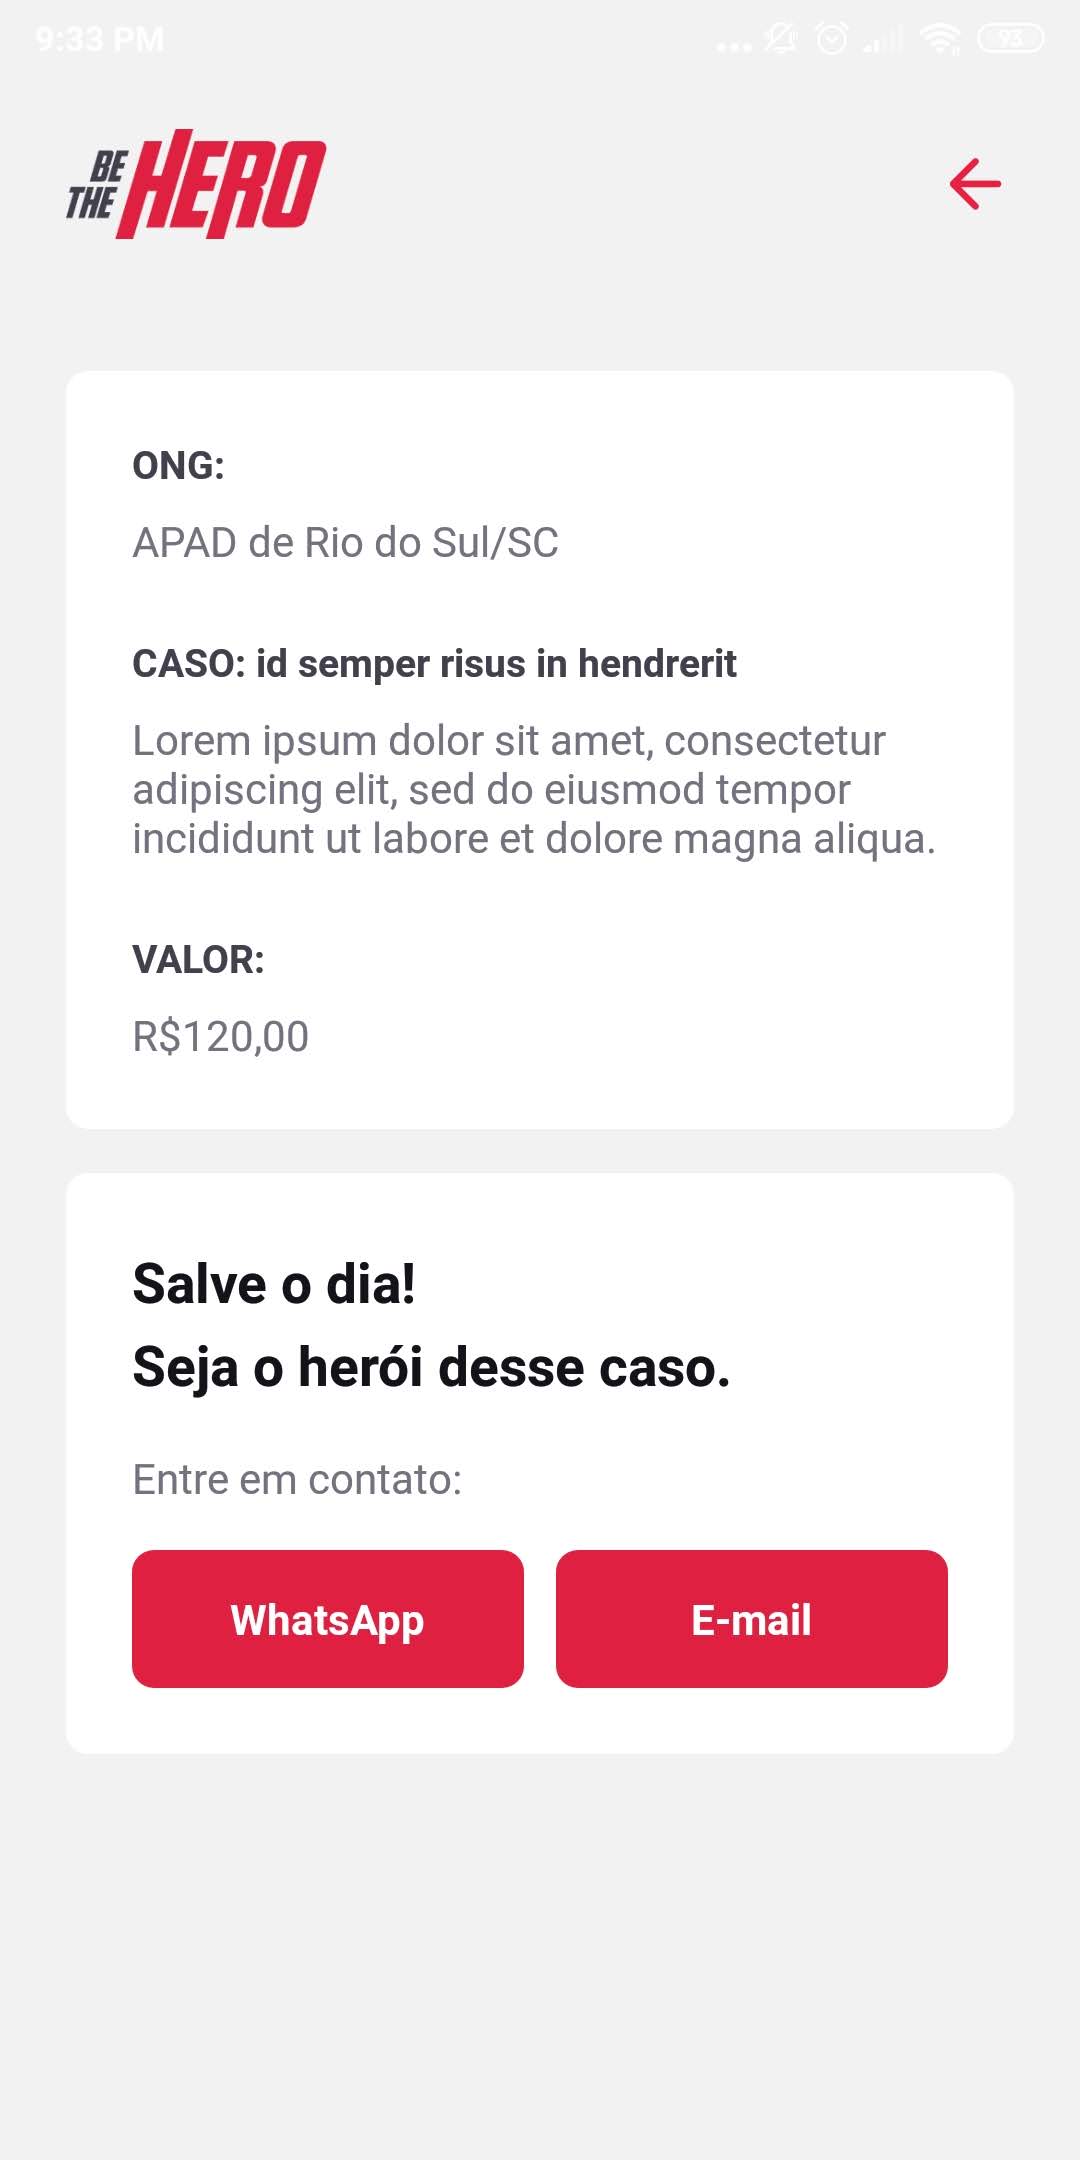 9:33 PM
93
BE
THE HERO
ONG:
APAD de Rio do Sul/SC
CASO: id semper risus in hendrerit
Lorem ipsum dolor sit amet, consectetur
adipiscing elit, sed do eiusmod tempor
incididunt ut labore et dolore magna aliqua.
VALOR:
R$120,00
Salve o dia!
Seja o herói desse caso.
Entre em contato:
WhatsApp
E-mail